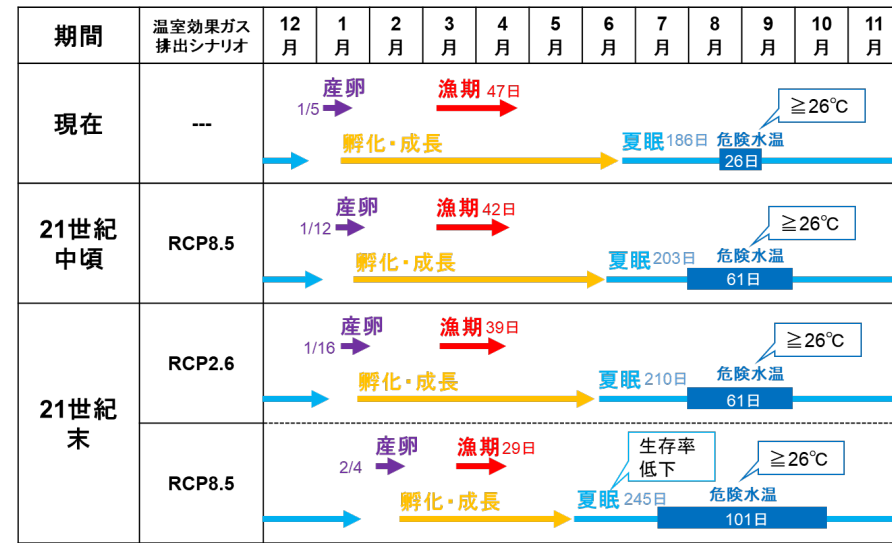 期間
温室効果ガス
排出シナリオ
12
月
1
月
2
月
3
月
4
月
5
月
6
月
7
月
8
月
9
月
10
月
11
月
現在
---
産卵
1/5
漁期 47日
≧26℃
孵化・成長
夏眠 186日
危険水温
26日
21世紀
中頃
RCP8.5
産卵
1/12
漁期 42日
≧26℃
孵化・成長
夏眠 203日
危険水温
61日
21世紀
末
RCP2.6
産卵
1/16
漁期 39日
≧26℃
孵化・成長
夏眠 210日
危険水温
61日
RCP8.5
産卵
2/4
漁期 29日
生存率
低下
≧26℃
孵化・成長
夏眠 245日
危険水温
101日